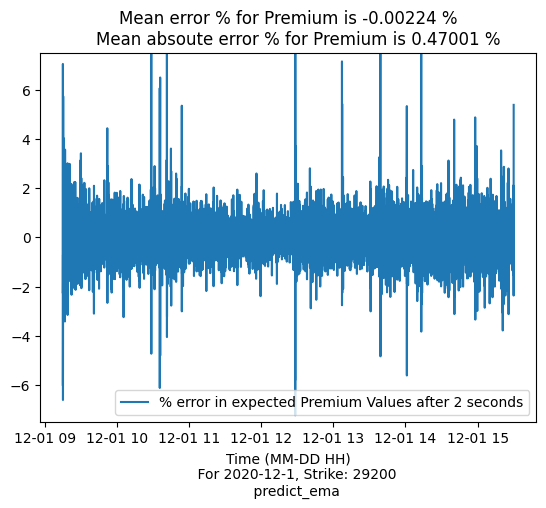 Mean error % for Premium is -0.00224 %
Mean absoute error % for Premium is 0.47001 %
6
4
2
0
−2
−4
−6
% error in expected Premium Values after 2 seconds
12-01 09 12-01 10 12-01 11 12-01 12 12-01 13 12-01 14 12-01 15
Time (MM-DD HH)
For 2020-12-1, Strike: 29200
predict_ema